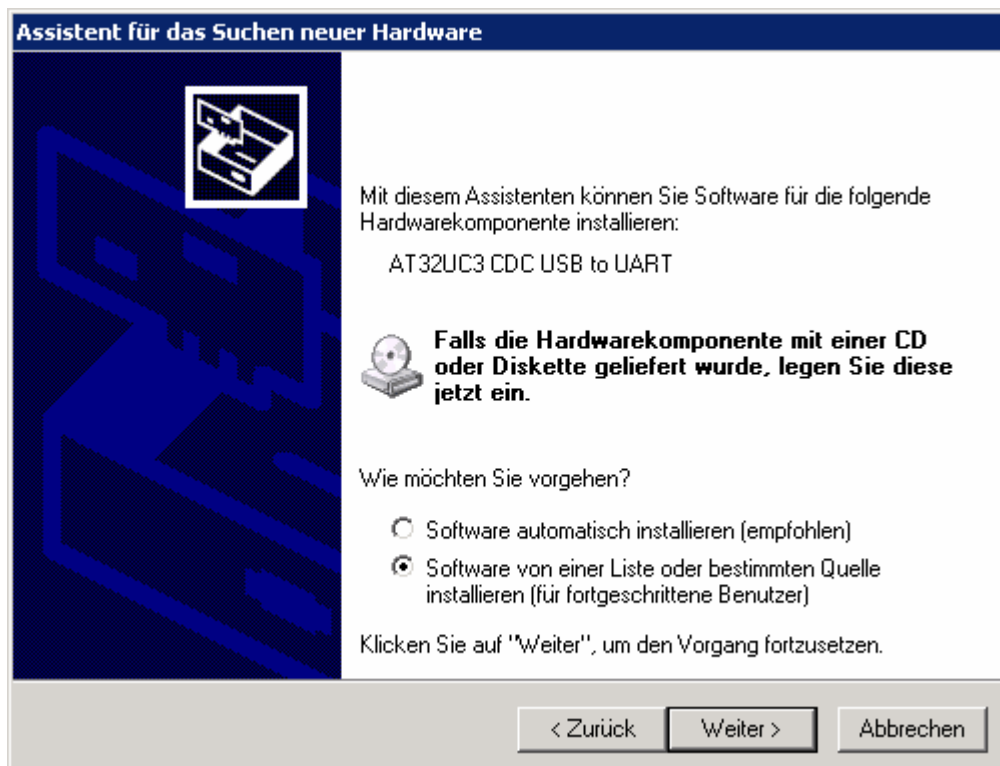 Assistent für das Suchen neuer Hardware
Mit diesem Assistenten können Sie Software für die folgende
Hardwarekomponente installieren:
AT32UC3 CDC USB to UART
Falls die Hardwarekomponente mit einer CD
oder Diskette geliefert wurde, legen Sie diese
jetzt ein.
Wie möchten Sie vorgehen?
Software automatisch installieren (empfohlen)
Software von einer Liste oder bestimmten Quelle
installieren (für fortgeschrittene Benutzer)
Klicken Sie auf "Weiter", um den Vorgang fortzusetzen.
< Zurück Weiter > Abbrechen